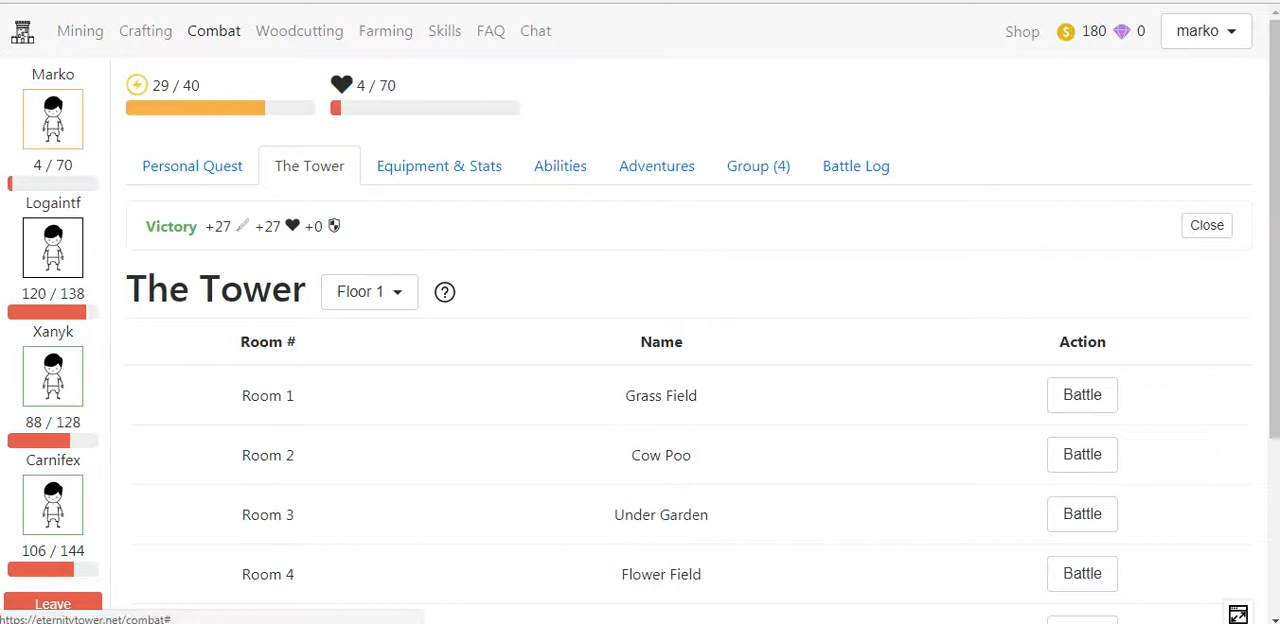 Mining Crafting Combat Woodcutting Farming Skills FAQ Chat Shop 180 0 marko
Marko
4 / 70
Logaintf
120 / 138
Xanyk
88 / 128
Carnifex
106 / 144
Leave
29 / 40 4 / 70
Personal Quest The Tower Equipment & Stats Abilities Adventures Group (4) Battle Log
Victory +27 +27 +0 Close
The Tower Floor 1
Room # Name Action
Room 1 Grass Field Battle
Room 2 Cow Poo Battle
Room 3 Under Garden Battle
Room 4 Flower Field Battle
https://eternitytower.net/combat#